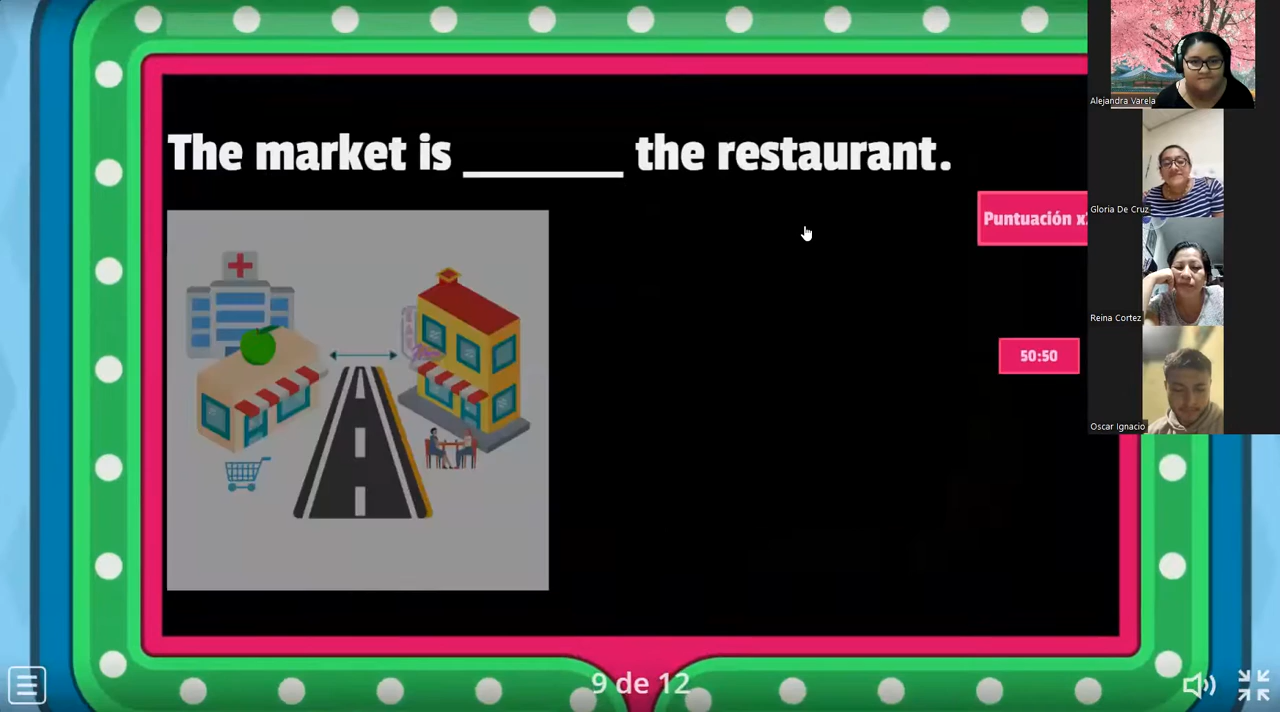 The market is ________ the restaurant.
Puntuación x
50:50
9 de 12
Alejandra Varela
Gloria De Cruz
Reina Cortez
Oscar Ignacio